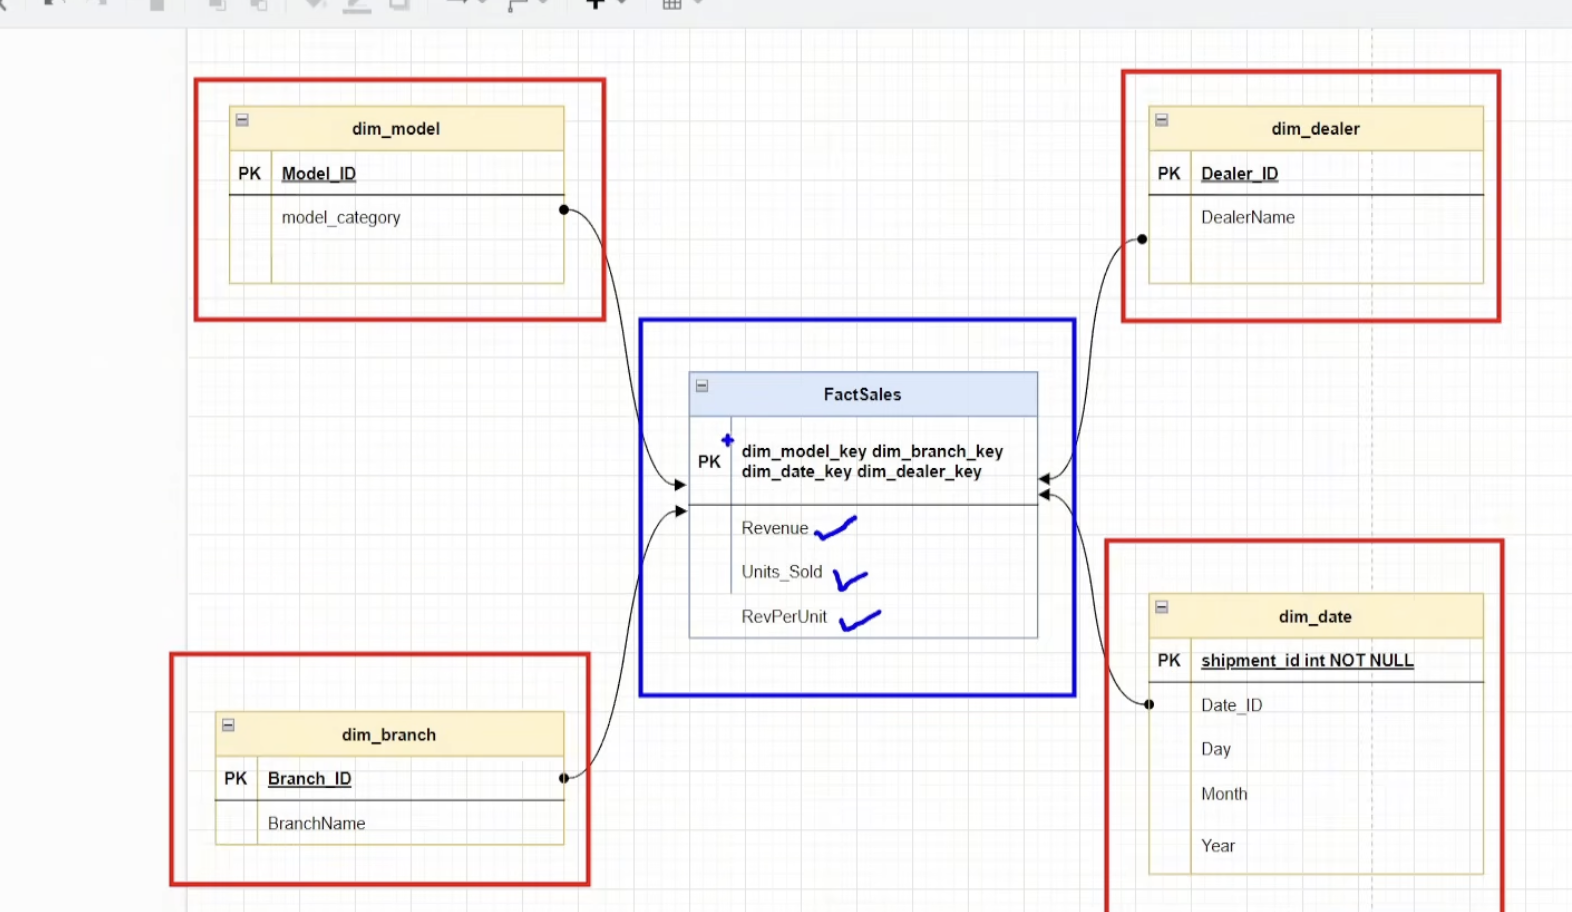 dim_model
PK Model_ID
model_category
dim_dealer
PK Dealer_ID
DealerName
FactSales
PK
dim_model_key dim_branch_key
dim_date_key dim_dealer_key
Revenue
Units_Sold
RevPerUnit
dim_branch
PK Branch_ID
BranchName
dim_date
PK shipment_id int NOT NULL
Date_ID
Day
Month
Year